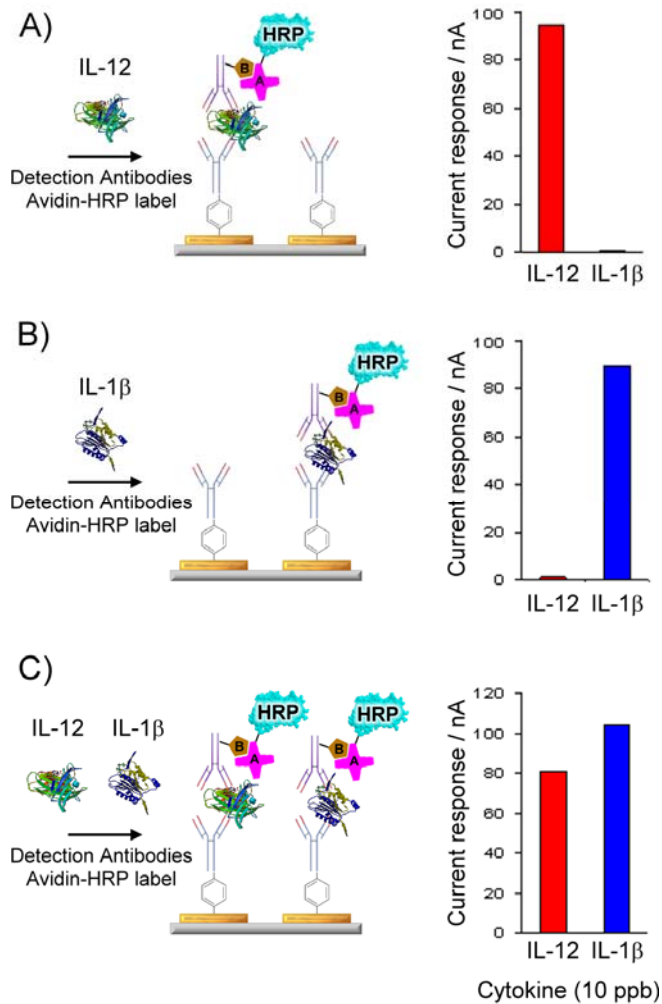 A)
IL-12
Detection Antibodies
Avidin-HRP label
HRP
B
A
Current response / nA
100
80
60
40
20
0
IL-12 IL-1β
B)
IL-1β
Detection Antibodies
Avidin-HRP label
HRP
B
A
Current response / nA
100
80
60
40
20
0
IL-12 IL-1β
C)
IL-12 IL-1β
Detection Antibodies
Avidin-HRP label
HRP HRP
B B
A A
Current response / nA
120
100
80
60
40
20
0
IL-12 IL-1β
Cytokine (10 ppb)